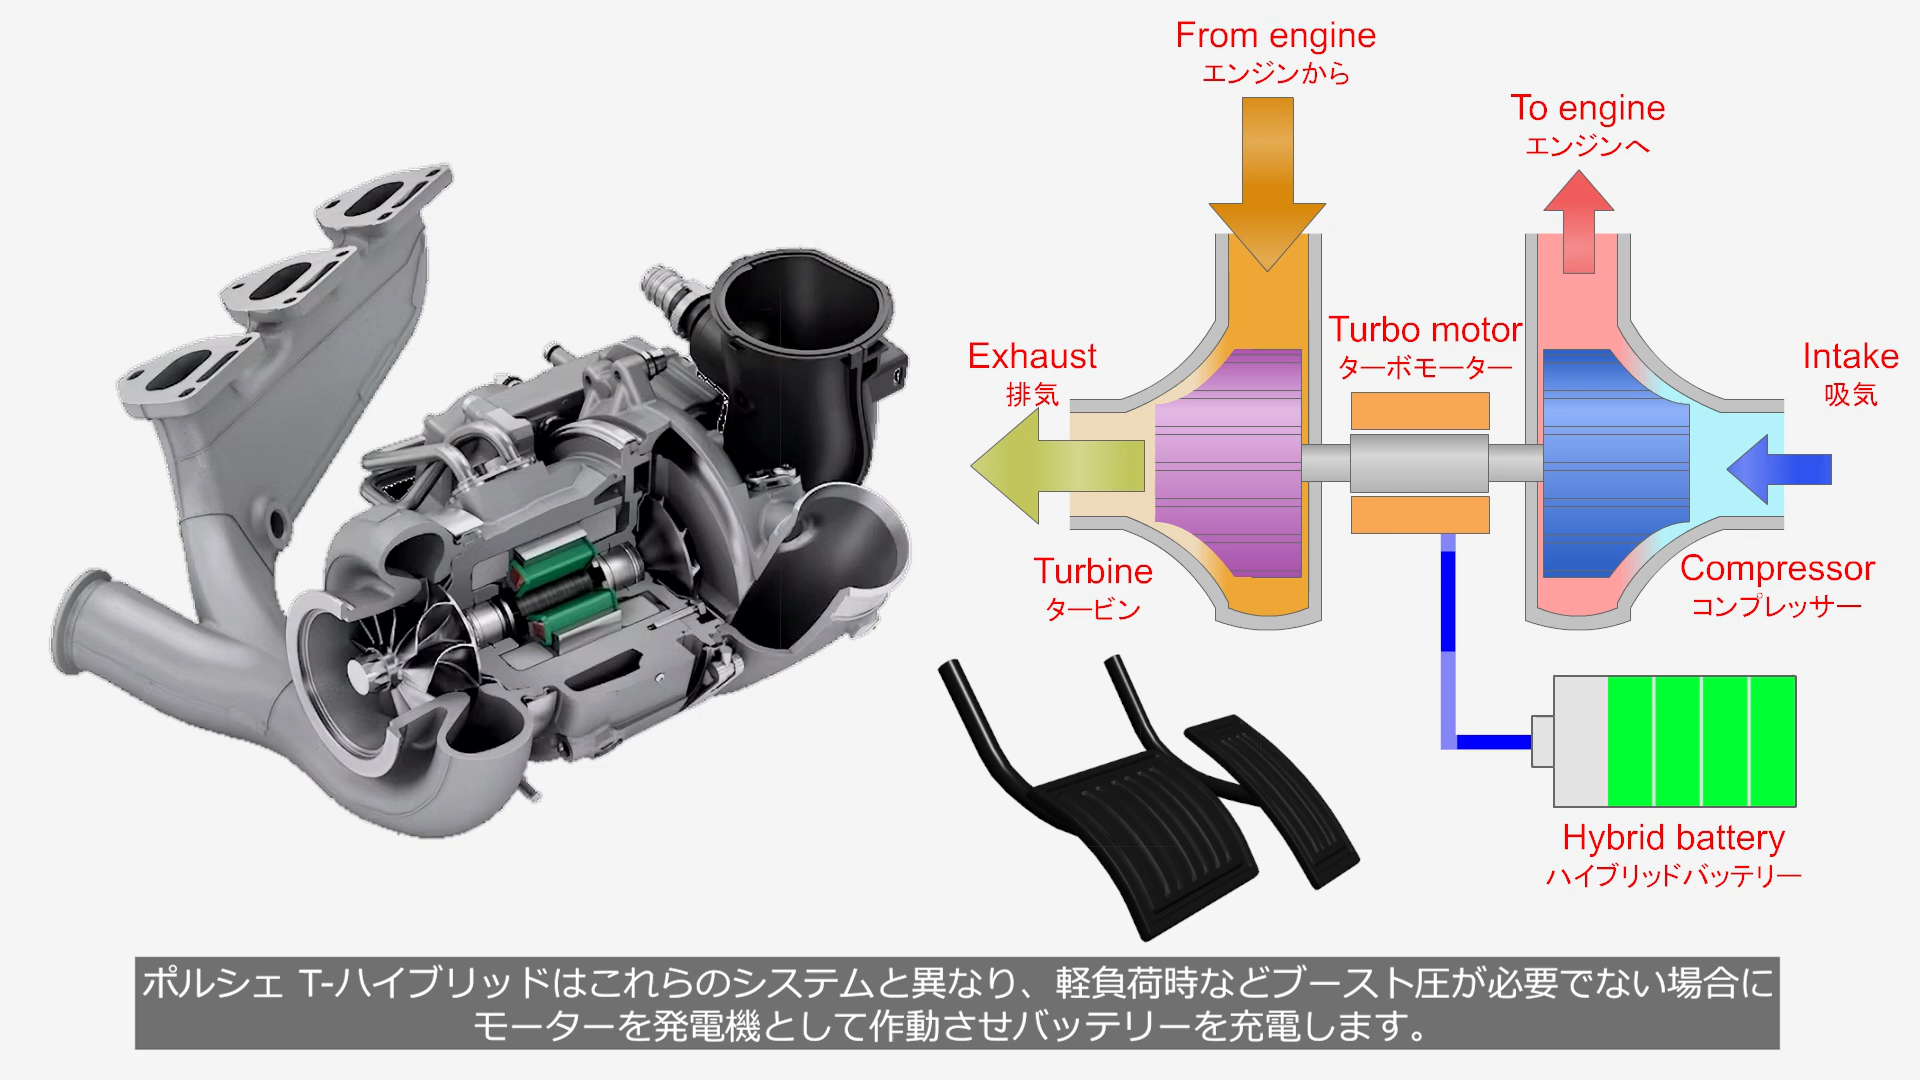 From engine
エンジンから
To engine
エンジンへ
Turbo motor
ターボモーター
Exhaust
排気
Intake
吸気
Turbine
タービン
Compressor
コンプレッサー
Hybrid battery
ハイブリッドバッテリー
ポルシェ T-ハイブリッドはこれらのシステムと異なり、軽負荷時などブースト圧が必要でない場合に
モーターを発電機として作動させバッテリーを充電します。